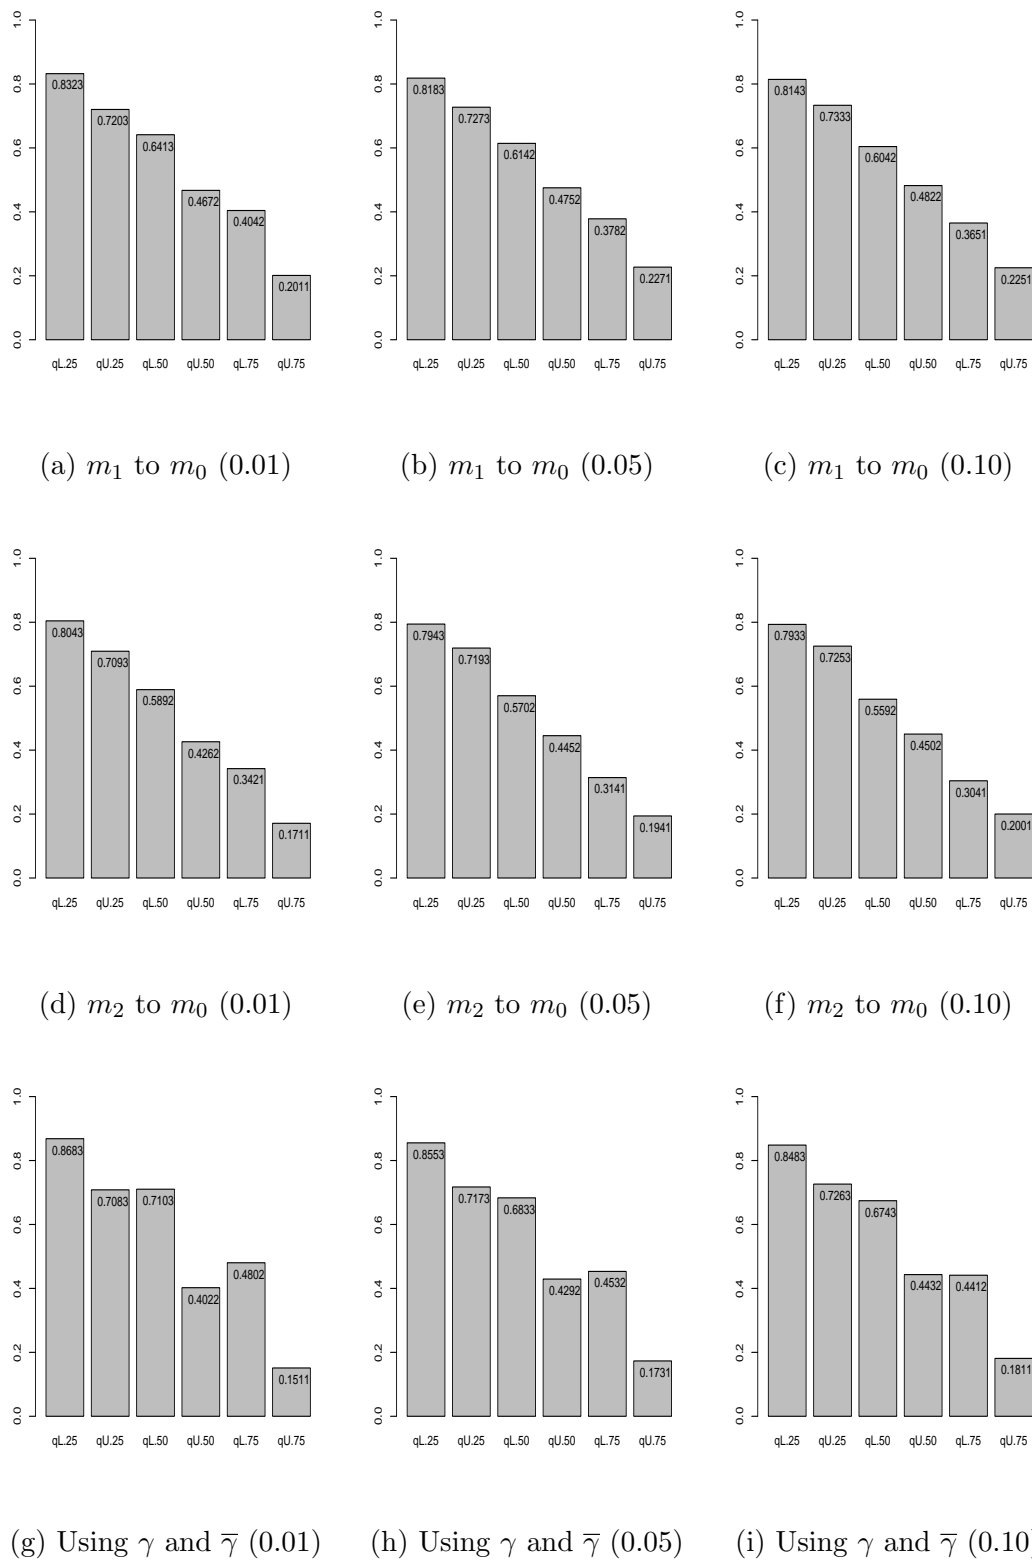 0.0 0.2 0.4 0.6 0.8 1.0
0.8323 0.7203 0.6413 0.4672 0.4042 0.2011
qL.25 qU.25 qL.50 qU.50 qL.75 qU.75
(a) m₁ to m₀ (0.01)
0.0 0.2 0.4 0.6 0.8 1.0
0.8183 0.7273 0.6142 0.4752 0.3782 0.2271
qL.25 qU.25 qL.50 qU.50 qL.75 qU.75
(b) m₁ to m₀ (0.05)
0.0 0.2 0.4 0.6 0.8 1.0
0.8143 0.7333 0.6042 0.4822 0.3651 0.2251
qL.25 qU.25 qL.50 qU.50 qL.75 qU.75
(c) m₁ to m₀ (0.10)
0.0 0.2 0.4 0.6 0.8 1.0
0.8043 0.7093 0.5892 0.4262 0.3421 0.1711
qL.25 qU.25 qL.50 qU.50 qL.75 qU.75
(d) m₂ to m₀ (0.01)
0.0 0.2 0.4 0.6 0.8 1.0
0.7943 0.7193 0.5702 0.4452 0.3141 0.1941
qL.25 qU.25 qL.50 qU.50 qL.75 qU.75
(e) m₂ to m₀ (0.05)
0.0 0.2 0.4 0.6 0.8 1.0
0.7933 0.7253 0.5592 0.4502 0.3041 0.2001
qL.25 qU.25 qL.50 qU.50 qL.75 qU.75
(f) m₂ to m₀ (0.10)
0.0 0.2 0.4 0.6 0.8 1.0
0.8683 0.7083 0.7103 0.4022 0.4802 0.1511
qL.25 qU.25 qL.50 qU.50 qL.75 qU.75
(g) Using γ and γ̅ (0.01)
0.0 0.2 0.4 0.6 0.8 1.0
0.8553 0.7173 0.6833 0.4292 0.4532 0.1731
qL.25 qU.25 qL.50 qU.50 qL.75 qU.75
(h) Using γ and γ̅ (0.05)
0.0 0.2 0.4 0.6 0.8 1.0
0.8483 0.7263 0.6743 0.4432 0.4412 0.1811
qL.25 qU.25 qL.50 qU.50 qL.75 qU.75
(i) Using γ and γ̅ (0.10)